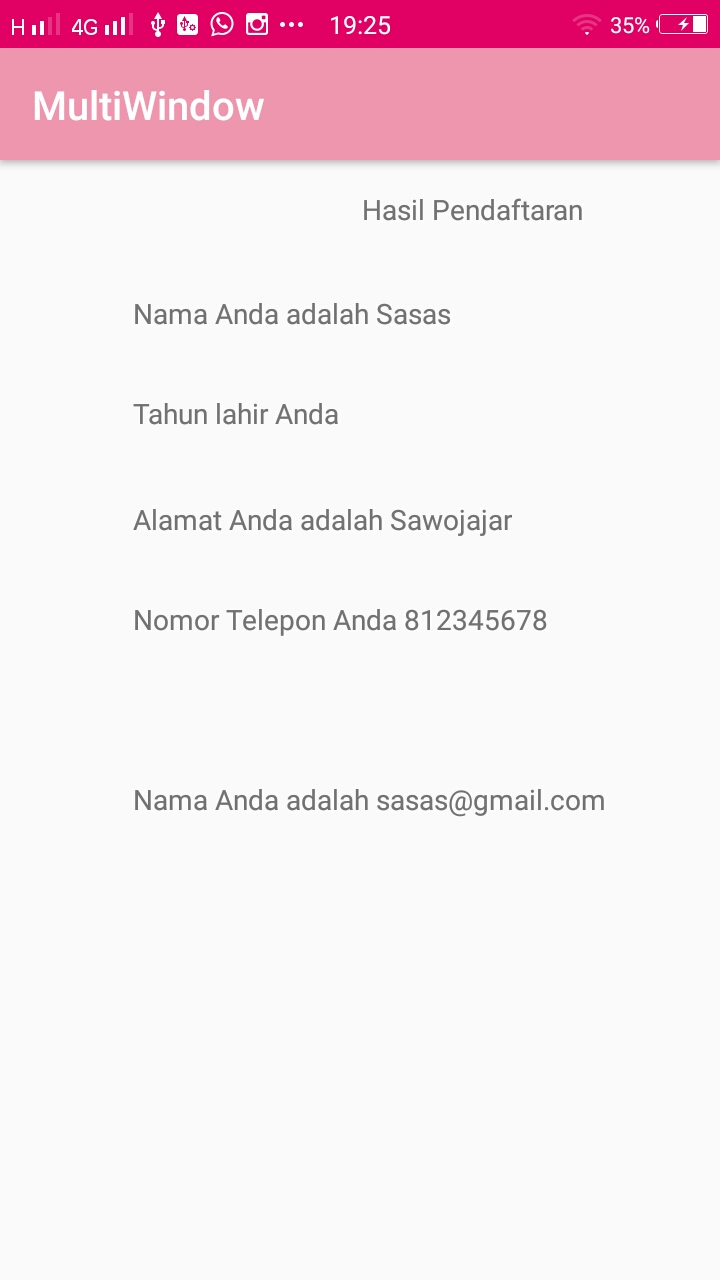 H 4G 19:25 35%
MultiWindow
Hasil Pendaftaran
Nama Anda adalah Sasas
Tahun lahir Anda
Alamat Anda adalah Sawojajar
Nomor Telepon Anda 812345678
Nama Anda adalah sasas@gmail.com